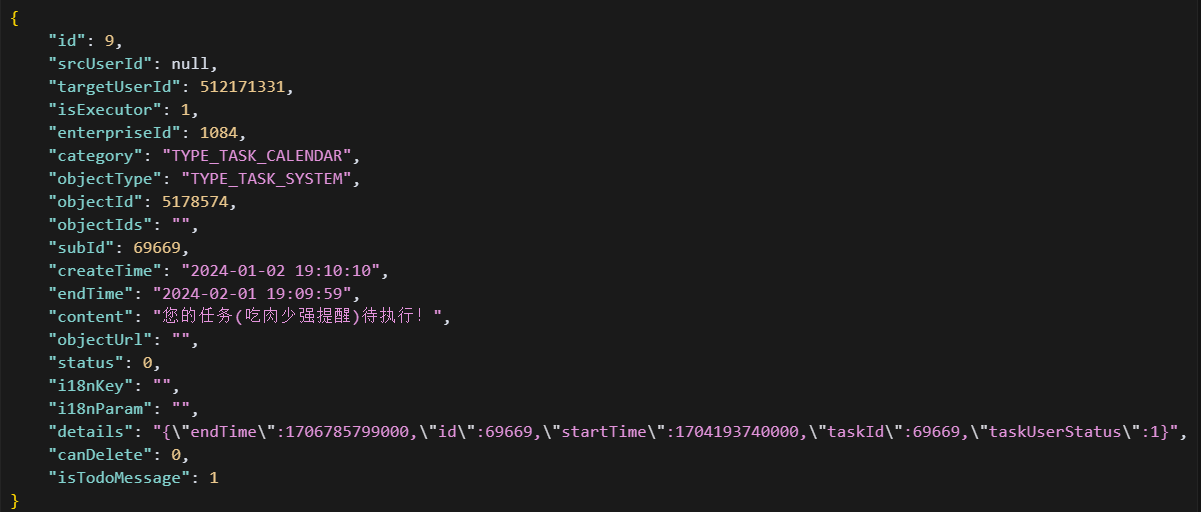 {
    "id": 9,
    "srcUserId": null,
    "targetUserId": 512171331,
    "isExecutor": 1,
    "enterpriseId": 1084,
    "category": "TYPE_TASK_CALENDAR",
    "objectType": "TYPE_TASK_SYSTEM",
    "objectId": 5178574,
    "objectIds": "",
    "subId": 69669,
    "createTime": "2024-01-02 19:10:10",
    "endTime": "2024-02-01 19:09:59",
    "content": "您的任务(吃肉少强提醒)待执行！",
    "objectUrl": "",
    "status": 0,
    "i18nKey": "",
    "i18nParam": "",
    "details": "{\"endTime\":1706785799000,\"id\":69669,\"startTime\":1704193740000,\"taskId\":69669,\"taskUserStatus\":1}",
    "canDelete": 0,
    "isTodoMessage": 1
}